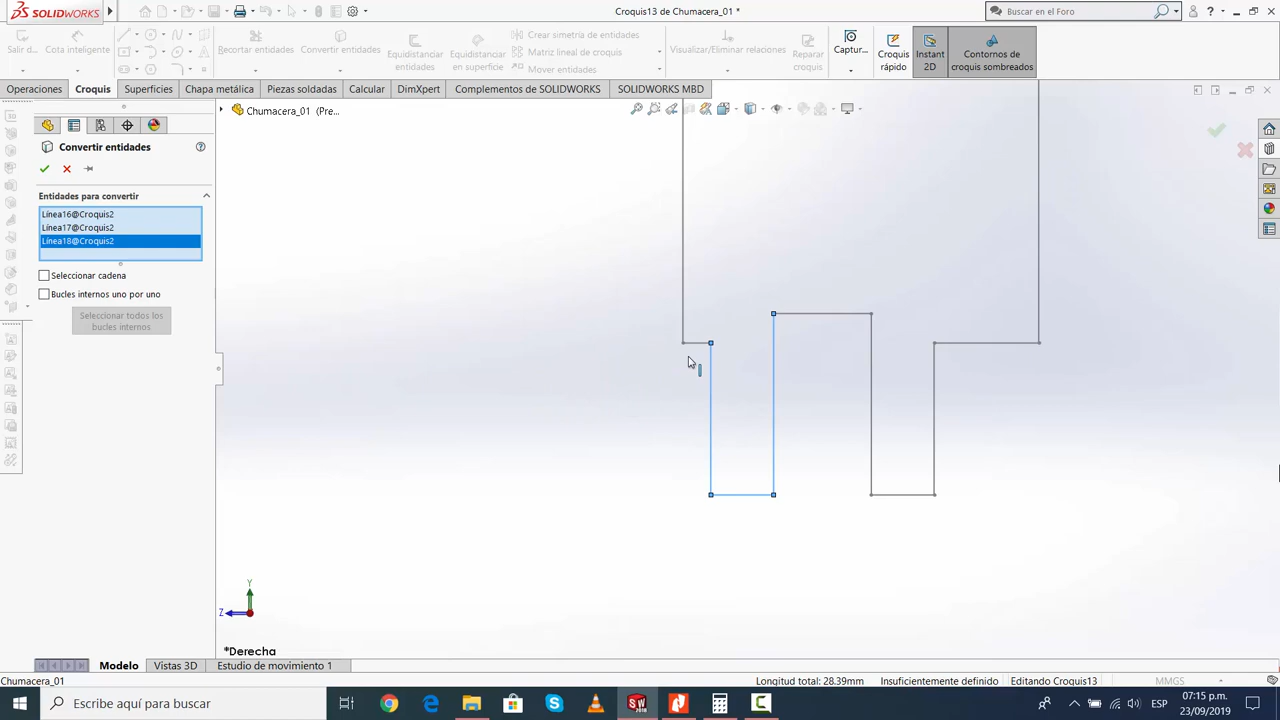 SOLIDWORKS
Croquis13 de Chumacera_01 *
Buscar en el Foro
Salir d...
Cota inteligente
Recortar entidades
Convertir entidades
Equidistanciar entidades
Equidistanciar en superficie
Crear simetría de entidades
Matriz lineal de croquis
Mover entidades
Visualizar/Eliminar relaciones
Reparar croquis
Captur...
Croquis rápido
Instant 2D
Contornos de croquis sombreados
Operaciones
Croquis
Superficies
Chapa metálica
Piezas soldadas
Calcular
DimXpert
Complementos de SOLIDWORKS
SOLIDWORKS MBD
Chumacera_01 (Pre...
Convertir entidades
Entidades para convertir
Línea16@Croquis2
Línea17@Croquis2
Línea18@Croquis2
Seleccionar cadena
Bucles internos uno por uno
Seleccionar todos los
bucles internos
Y
Z
*Derecha
Modelo
Vistas 3D
Estudio de movimiento 1
Chumacera_01
Longitud total: 28.39mm
Insuficientemente definido
Editando Croquis13
MMGS
Escribe aquí para buscar
ESP
07:15 p.m.
23/09/2019